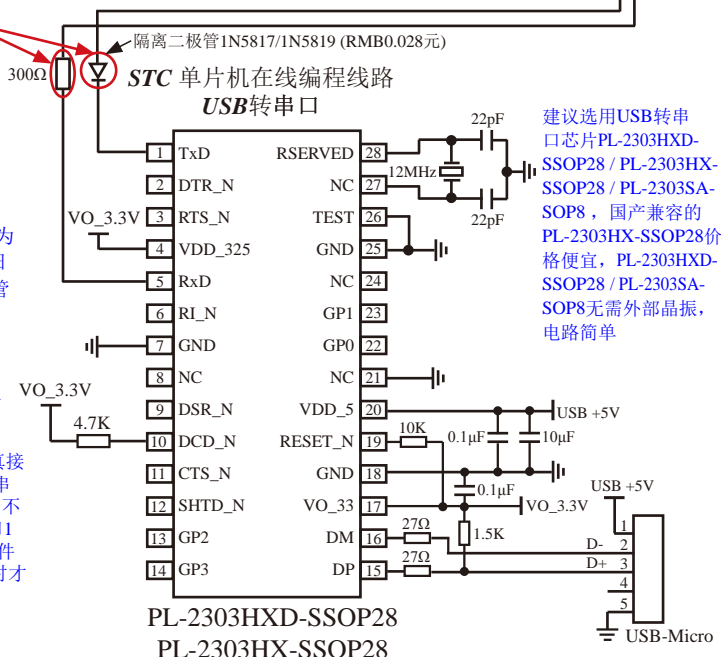 隔离二极管1N5817/1N5819 (RMB0.028元)
300Ω
STC 单片机在线编程线路
USB转串口
22pF
12MHz
22pF
建议选用USB转串
口芯片PL-2303HXD-
SSOP28 / PL-2303HX-
SSOP28 / PL-2303SA-
SOP8 ，国产兼容的
PL-2303HX-SSOP28价
格便宜，PL-2303HXD-
SSOP28 / PL-2303SA-
SOP8无需外部晶振，
电路简单
1 TxD
2 DTR_N
3 RTS_N
4 VDD_325
5 RxD
6 RI_N
7 GND
8 NC
9 DSR_N
10 DCD_N
11 CTS_N
12 SHTD_N
13 GP2
14 GP3
RSERVED 28
NC 27
TEST 26
GND 25
NC 24
GP1 23
GP0 22
NC 21
VDD_5 20
RESET_N 19
GND 18
VO_33 17
DM 16
DP 15
VO_3.3V
为
管
VO_3.3V
4.7K
接
串
不
1
件
时才
10K
0.1μF
10μF
USB +5V
0.1μF
VO_3.3V
27Ω
27Ω
1.5K
USB +5V
D-
D+
1
2
3
4
5
USB-Micro
PL-2303HXD-SSOP28
PL-2303HX-SSOP28